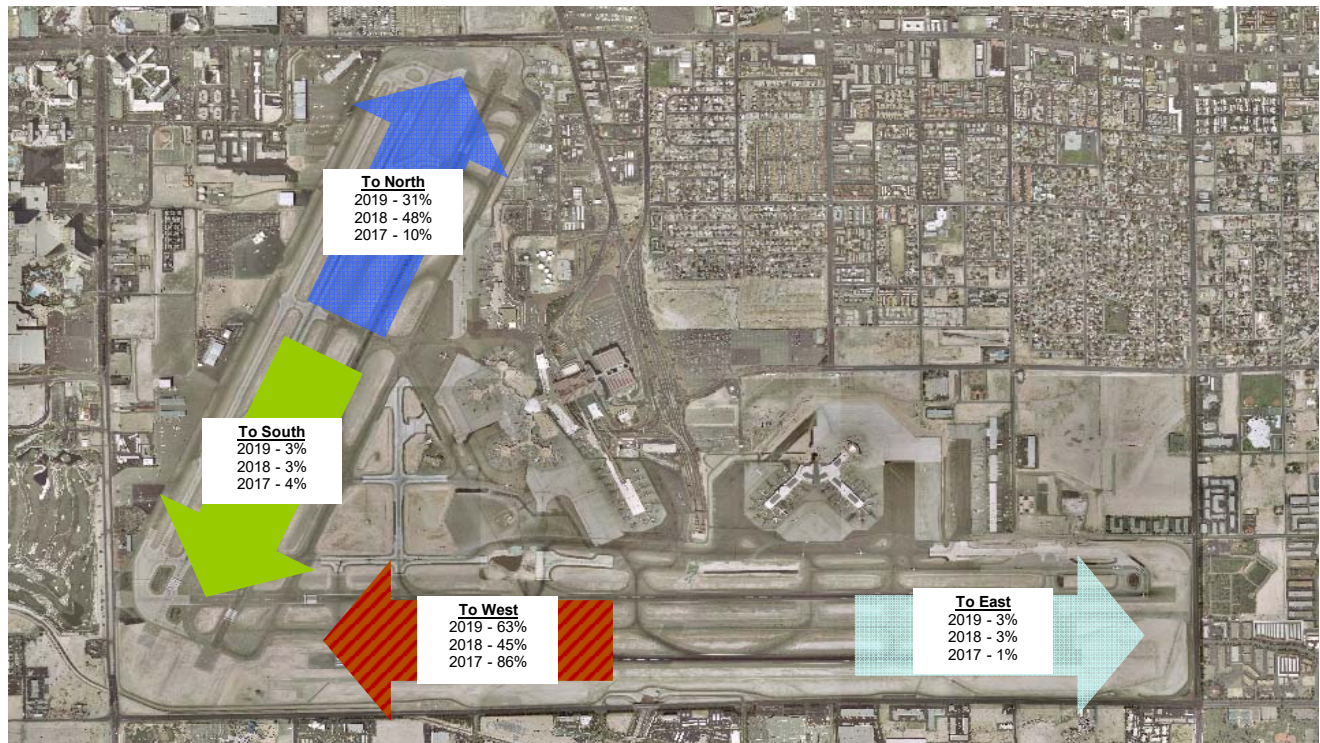 To North
2019 - 31%
2018 - 48%
2017 - 10%
To South
2019 - 3%
2018 - 3%
2017 - 4%
To West
2019 - 63%
2018 - 45%
2017 - 86%
To East
2019 - 3%
2018 - 3%
2017 - 1%